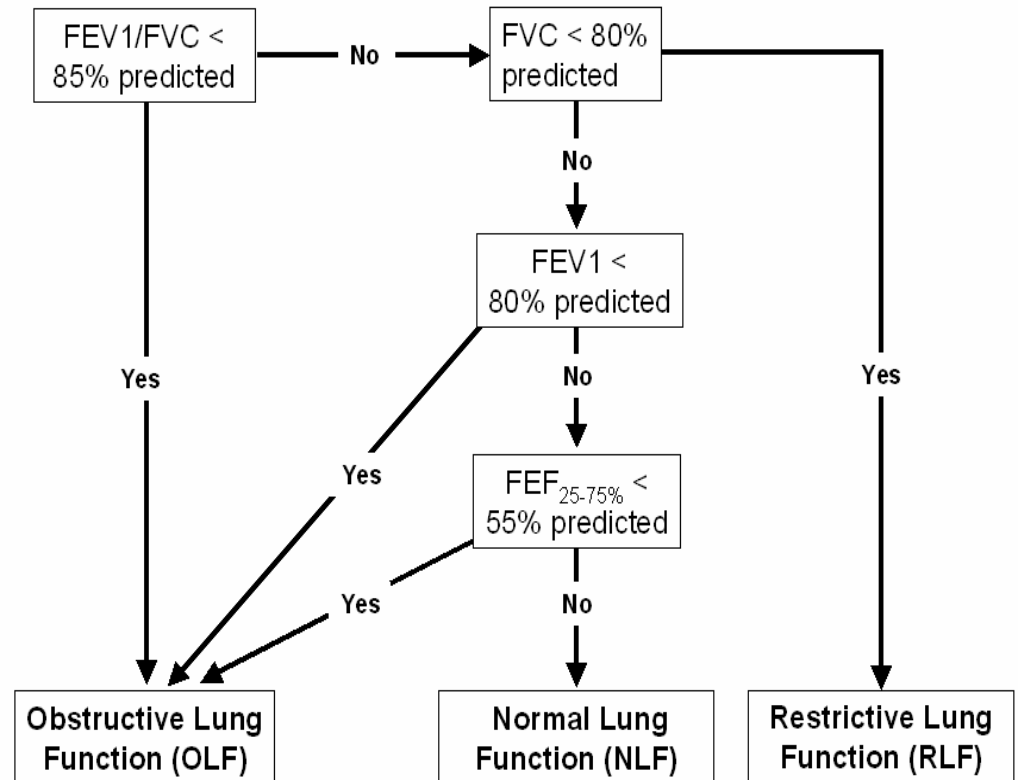 FEV1/FVC <
85% predicted
No
FVC < 80%
predicted
No
FEV1 <
80% predicted
Yes
No
Yes
Yes
FEF25-75% <
55% predicted
Yes
No
Obstructive Lung
Function (OLF)
Normal Lung
Function (NLF)
Restrictive Lung
Function (RLF)